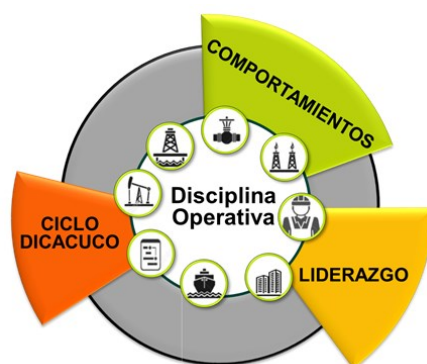 COMPORTAMIENTOS
Disciplina
Operativa
CICLO
DICACUCO
LIDERAZGO